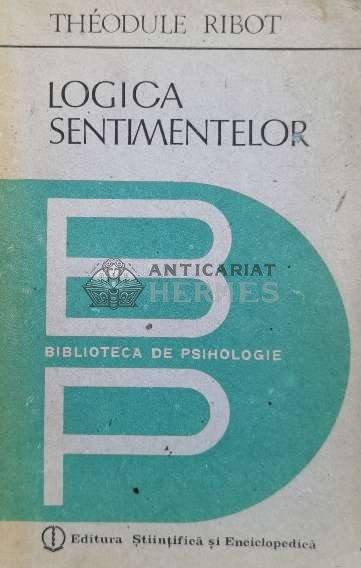 THÉODULE RIBOT
LOGICA
SENTIMENTELOR
B
ANTICARIAT
HERMES
BIBLIOTECA DE PSIHOLOGIE
P
Editura Științifică și Enciclopedică